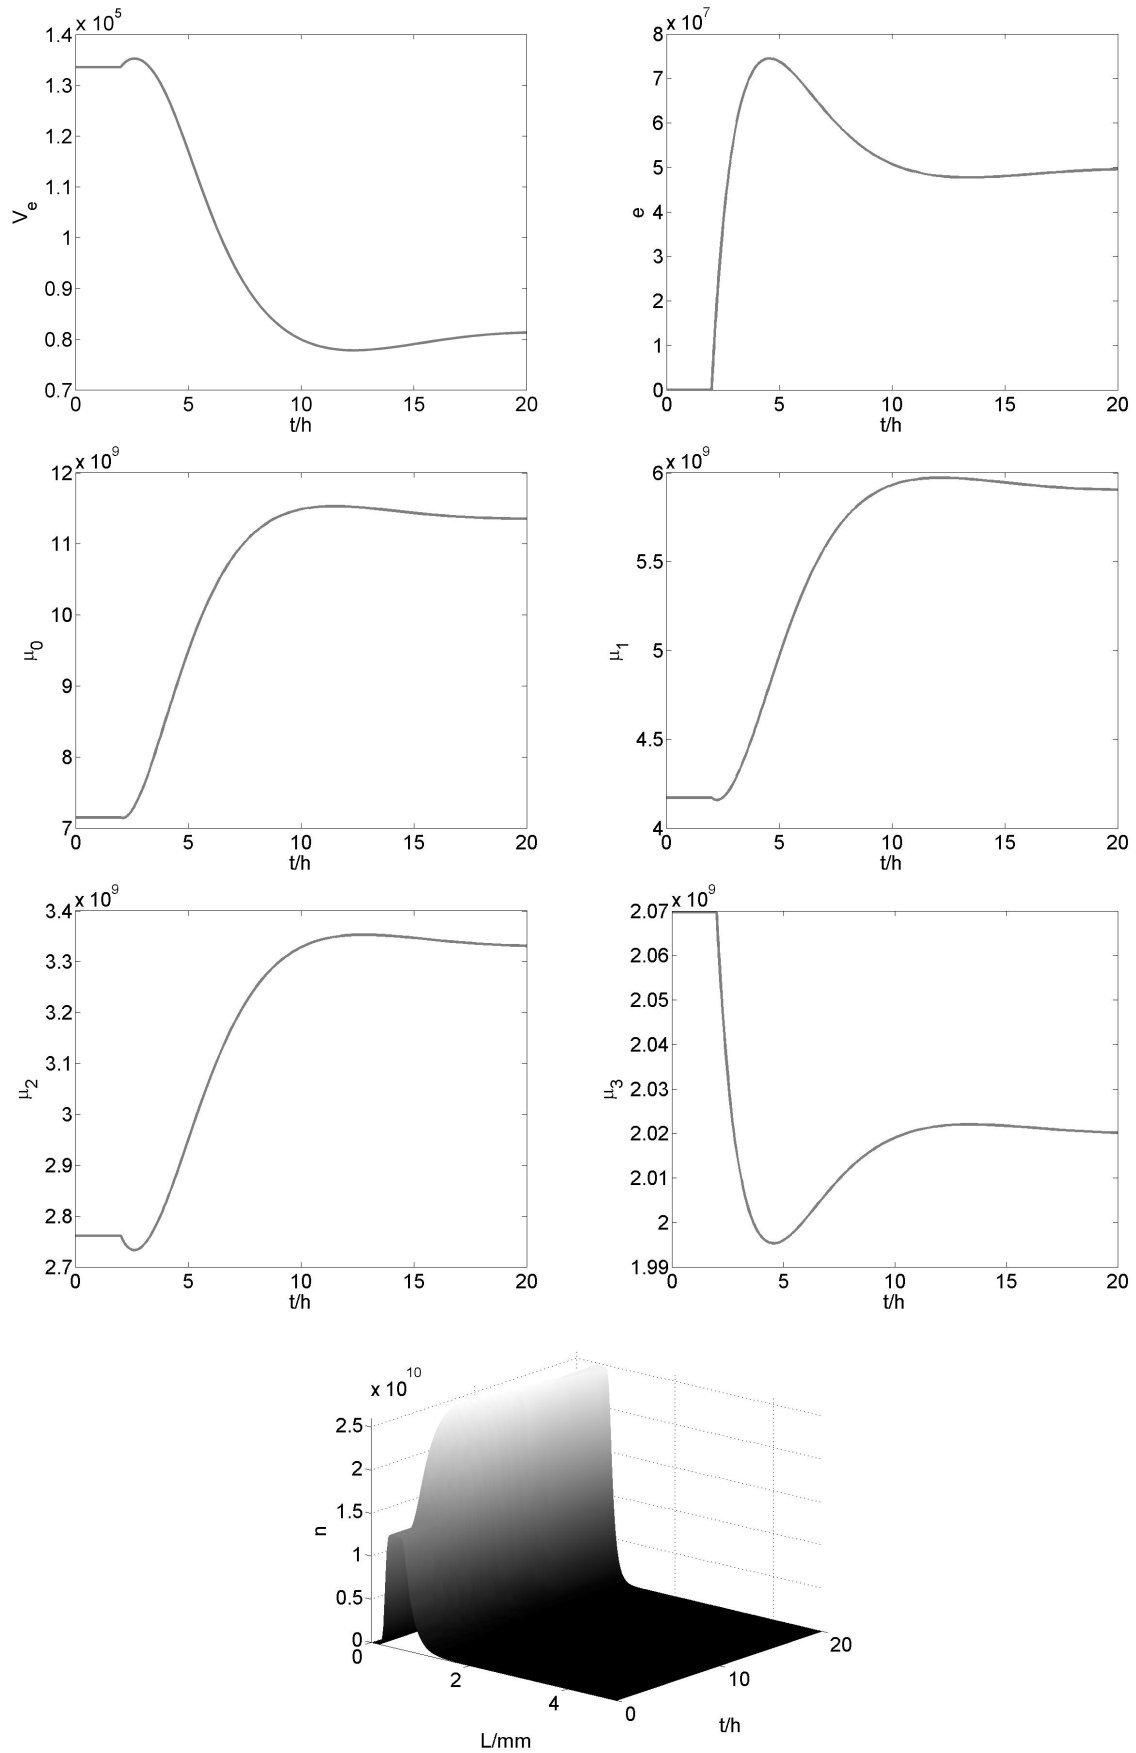 x 10^5
1.4
1.3
1.2
1.1
1
0.9
0.8
0.7
V_e
0 5 10 15 20
t/h
x 10^7
8
7
6
5
4
3
2
1
0
e
0 5 10 15 20
t/h
x 10^9
12
11
10
9
8
7
μ_0
0 5 10 15 20
t/h
x 10^9
6
5.5
5
4.5
4
μ_1
0 5 10 15 20
t/h
x 10^9
3.4
3.3
3.2
3.1
3
2.9
2.8
2.7
μ_2
0 5 10 15 20
t/h
x 10^9
2.07
2.06
2.05
2.04
2.03
2.02
2.01
2
1.99
μ_3
0 5 10 15 20
t/h
x 10^10
2.5
2
1.5
1
0.5
0
n
0 2 4
L/mm
0 10 20
t/h